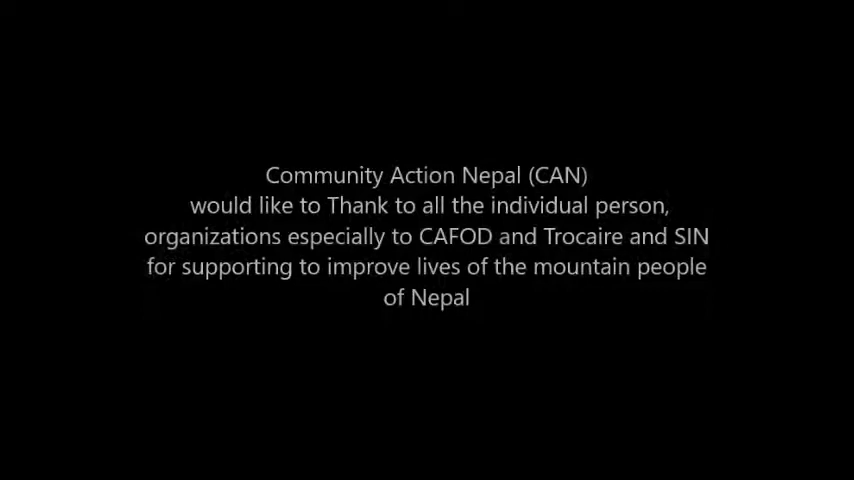 Community Action Nepal (CAN)
would like to Thank to all the individual person,
organizations especially to CAFOD and Trocaire and SIN
for supporting to improve lives of the mountain people
of Nepal